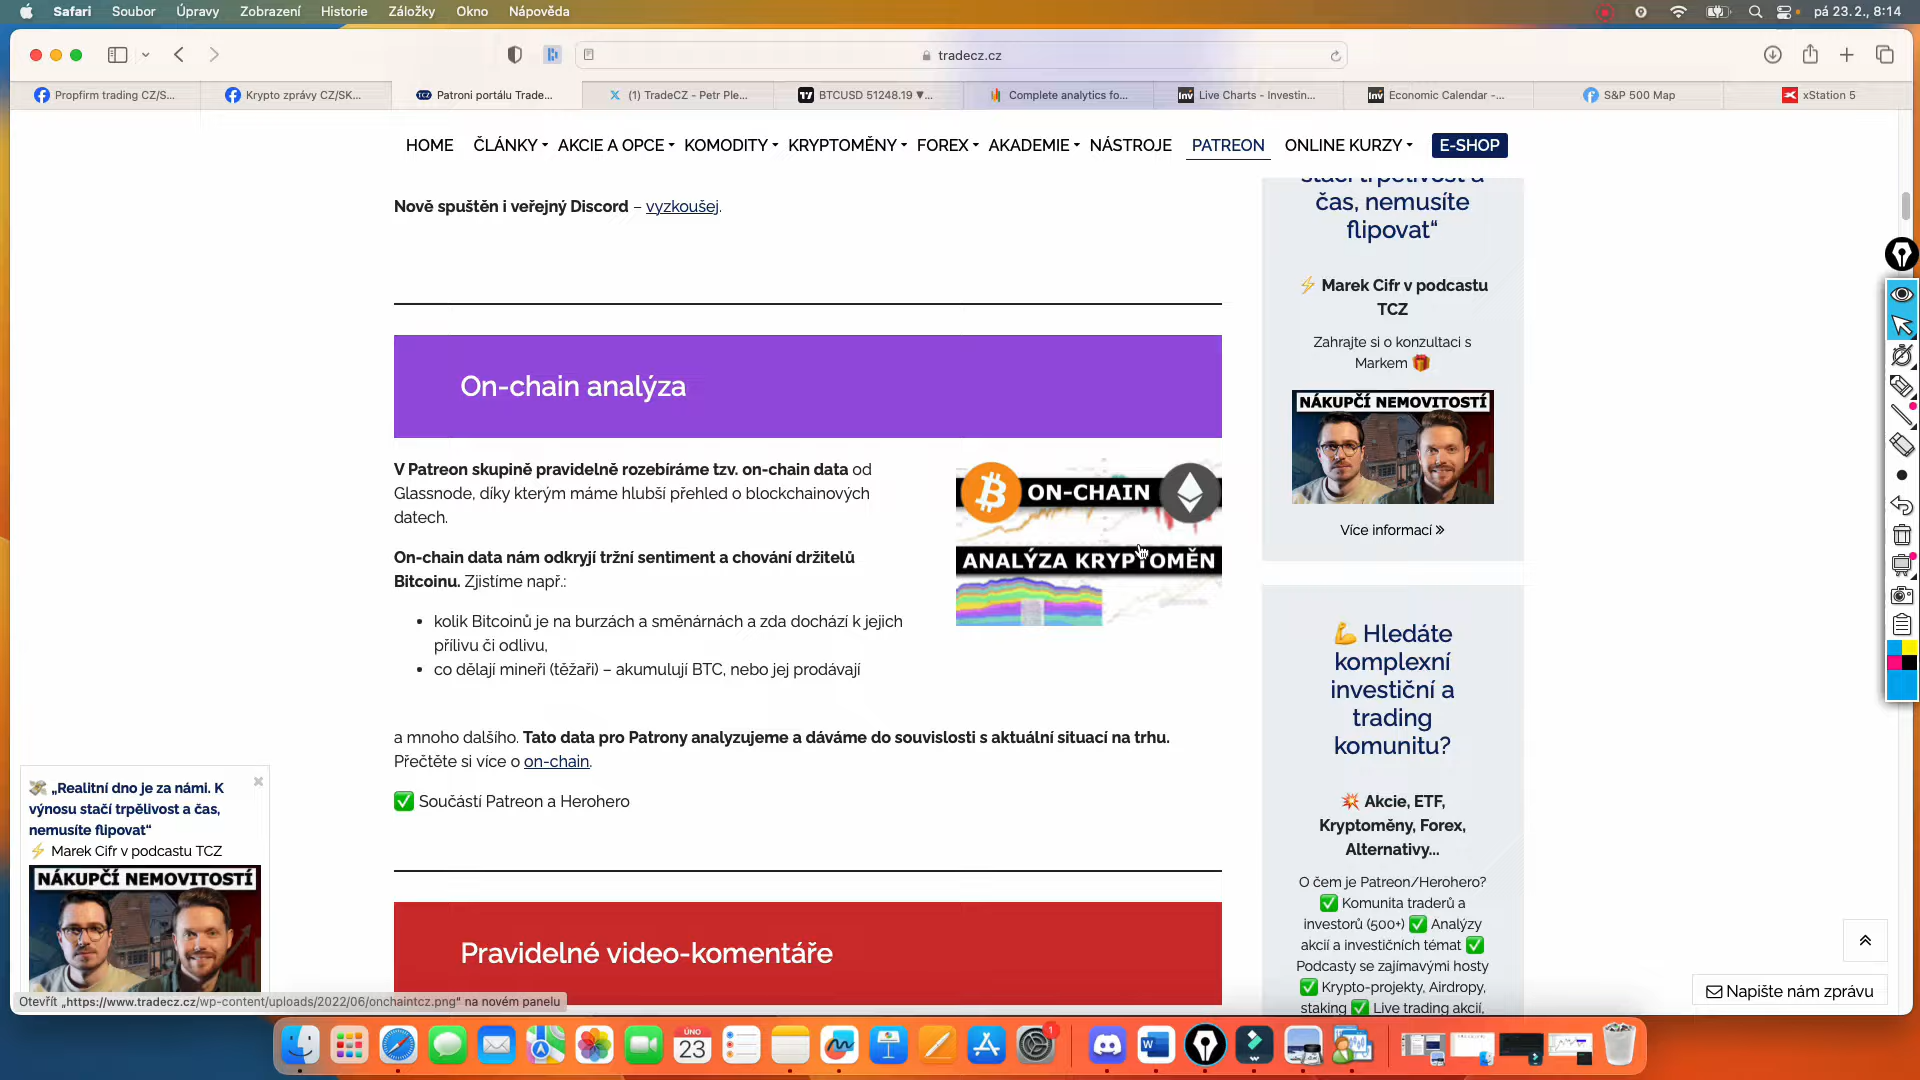 Safari Soubor Úpravy Zobrazení Historie Záložky Okno Nápověda
pá 23.2., 8:14
tradecz.cz
Propfirm trading CZ/S...
Krypto zprávy CZ/SK...
TCZ Patroni portálu Trade...
(1) TradeCZ - Petr Ple...
BTCUSD 51248.19 ▼...
Complete analytics fo...
Inv Live Charts - Investin...
Inv Economic Calendar -...
S&P 500 Map
xStation 5
HOME ČLÁNKY AKCIE A OPCE KOMODITY KRYPTOMĚNY FOREX AKADEMIE NÁSTROJE PATREON ONLINE KURZY E-SHOP
Nově spuštěn i veřejný Discord – vyzkoušej.
On-chain analýza
V Patreon skupině pravidelně rozebíráme tzv. on-chain data od
Glassnode, díky kterým máme hlubší přehled o blockchainových
datech.
On-chain data nám odkryjí tržní sentiment a chování držitelů
Bitcoinu. Zjistíme např.:
• kolik Bitcoinů je na burzách a směnárnách a zda dochází k jejich
přílivu či odlivu,
• co dělají mineři (těžaři) – akumulují BTC, nebo jej prodávají
ON-CHAIN
ANALÝZA KRYPTOMĚN
a mnoho dalšího. Tato data pro Patrony analyzujeme a dáváme do souvislosti s aktuální situací na trhu.
Přečtěte si více o on-chain.
✅ Součástí Patreon a Herohero
Pravidelné video-komentáře
stačí trpělivost a
čas, nemusíte
flipovat“
⚡ Marek Cifr v podcastu
TCZ
Zahrajte si o konzultaci s
Markem 🎁
NÁKUPČÍ NEMOVITOSTÍ
Více informací »
💪 Hledáte
komplexní
investiční a
trading
komunitu?
💥 Akcie, ETF,
Kryptoměny, Forex,
Alternativy...
O čem je Patreon/Herohero?
✅ Komunita traderů a
investorů (500+) ✅ Analýzy
akcií a investičních témat ✅
Podcasty se zajímavými hosty
✅ Krypto-projekty, Airdropy,
staking ✅ Live trading akcií,
💸 „Realitní dno je za námi. K
výnosu stačí trpělivost a čas,
nemusíte flipovat“
⚡ Marek Cifr v podcastu TCZ
NÁKUPČÍ NEMOVITOSTÍ
Otevřít „https://www.tradecz.cz/wp-content/uploads/2022/06/onchaintcz.png“ na novém panelu
Napište nám zprávu
ÚNO
23
1